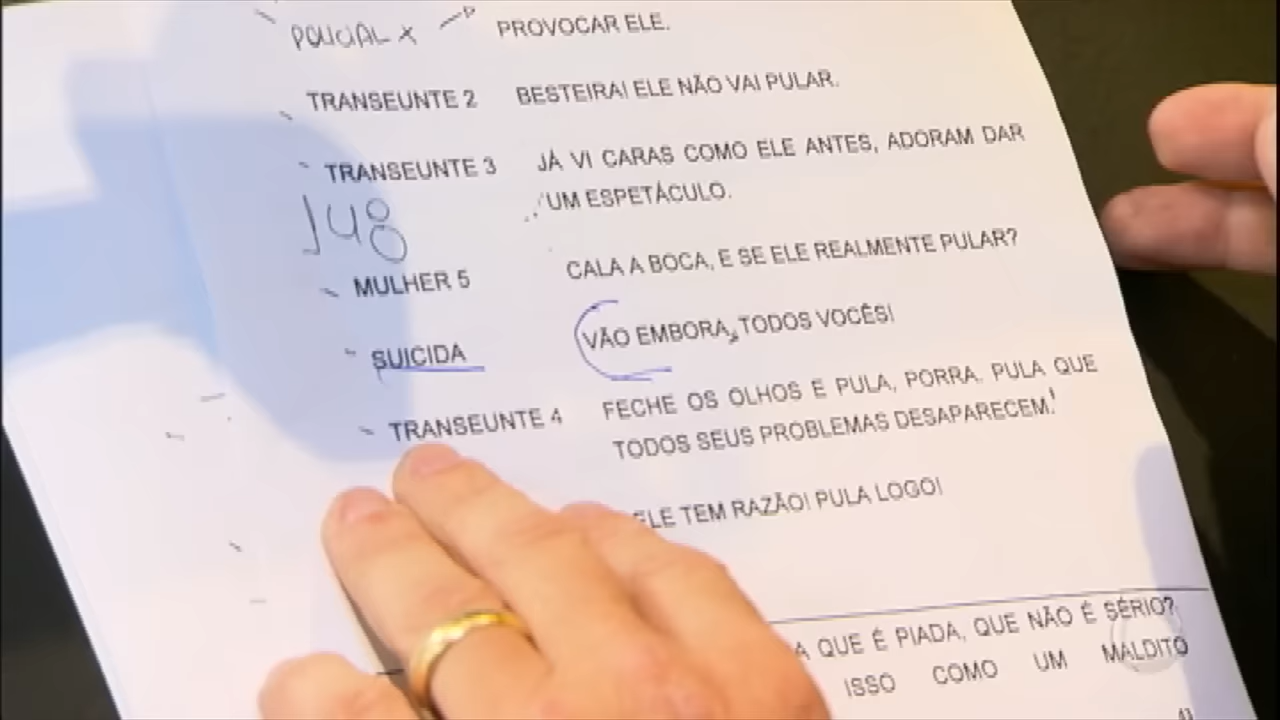 POLICIAL X PROVOCAR ELE.
TRANSEUNTE 2 BESTEIRA! ELE NÃO VAI PULAR.
TRANSEUNTE 3 JÁ VI CARAS COMO ELE ANTES, ADORAM DAR
UM ESPETÁCULO.
MULHER 5 CALA A BOCA, E SE ELE REALMENTE PULAR?
SUICIDA VÃO EMBORA, TODOS VOCÊS!
TRANSEUNTE 4 FECHE OS OLHOS E PULA, PORRA. PULA QUE
TODOS SEUS PROBLEMAS DESAPARECEM.
ELE TEM RAZÃO! PULA LOGO!
QUE É PIADA, QUE NÃO É SÉRIO?
ISSO COMO UM MALDITO